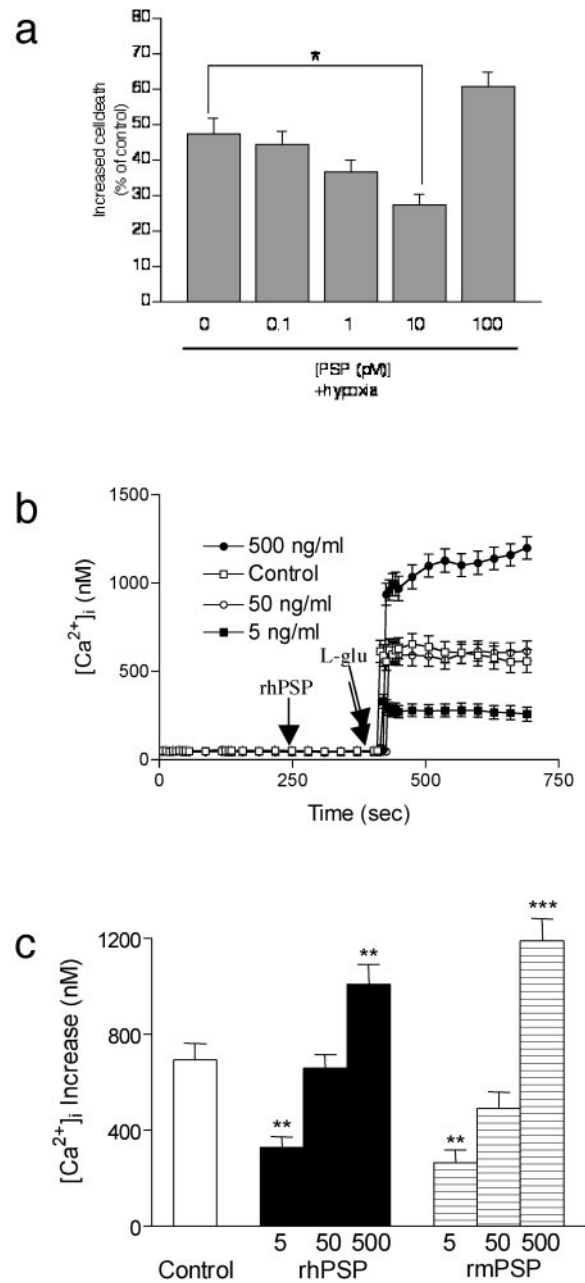 a
80
70
60
50
40
30
20
10
0
Increased cell death
(% of control)
*
0 0.1 1 10 100
[PSP (pM)]
+hypoxia
b
1500
1000
500
0
[Ca2+]i (nM)
500 ng/ml
Control
50 ng/ml
5 ng/ml
rhPSP
L-glu
0 250 500 750
Time (sec)
c
1200
800
400
0
[Ca2+]i Increase (nM)
** ** ** ***
5 50 500 5 50 500
Control rhPSP rmPSP